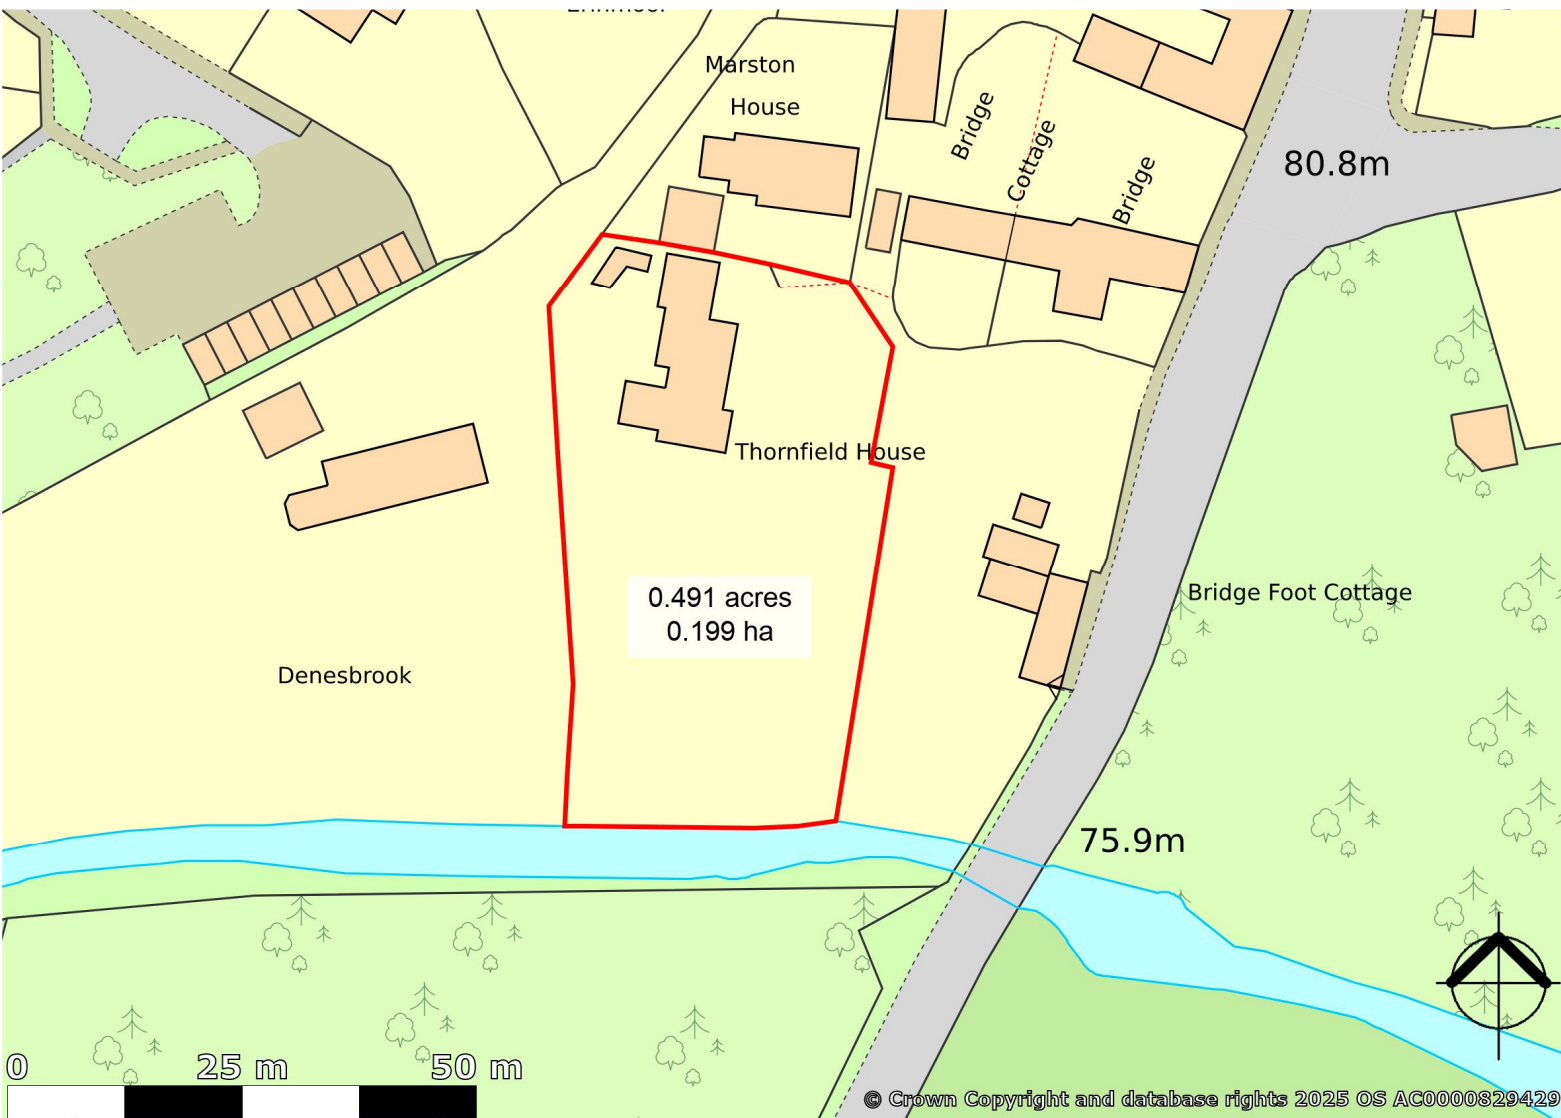 Marston
House
Bridge
Cottage
Bridge
80.8m
Thornfield House
0.491 acres
0.199 ha
Bridge Foot Cottage
Denesbrook
75.9m
0 25 m 50 m
© Crown Copyright and database rights 2025 OS AC0000829429